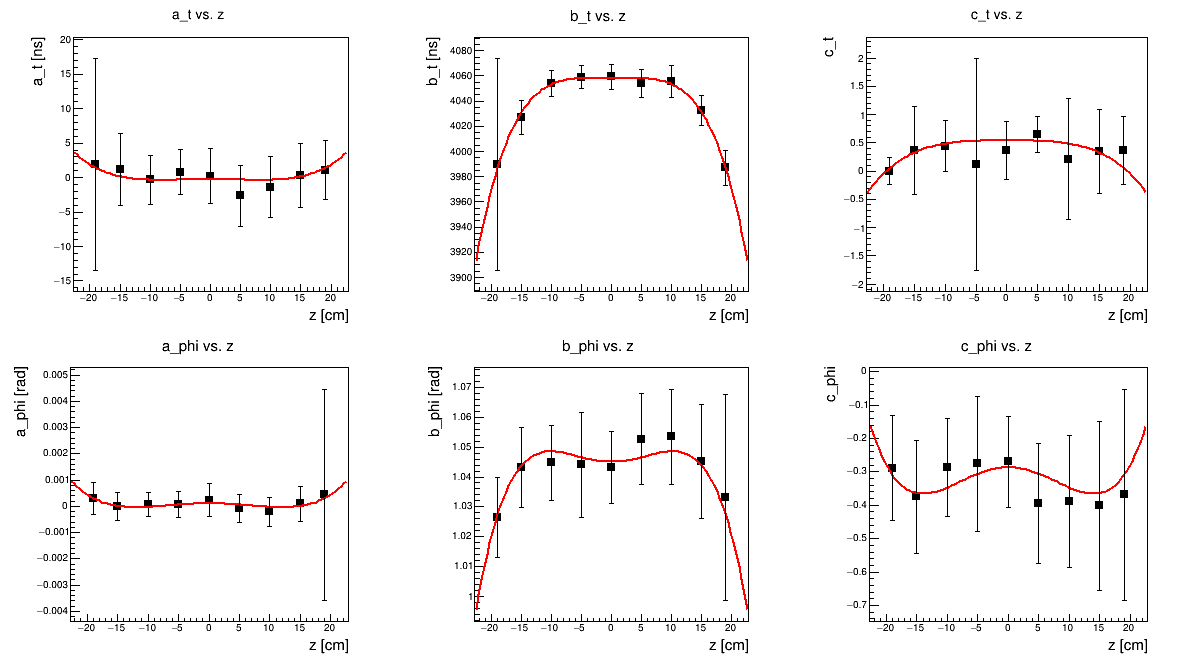 a_t vs. z
a_t [ns]
20
15
10
5
0
−5
−10
−15
−20 −15 −10 −5 0 5 10 15 20
z [cm]
b_t vs. z
b_t [ns]
4080
4060
4040
4020
4000
3980
3960
3940
3920
3900
−20 −15 −10 −5 0 5 10 15 20
z [cm]
c_t vs. z
c_t
2
1.5
1
0.5
0
−0.5
−1
−1.5
−2
−20 −15 −10 −5 0 5 10 15 20
z [cm]
a_phi vs. z
a_phi [rad]
0.005
0.004
0.003
0.002
0.001
0
−0.001
−0.002
−0.003
−0.004
−20 −15 −10 −5 0 5 10 15 20
z [cm]
b_phi vs. z
b_phi [rad]
1.07
1.06
1.05
1.04
1.03
1.02
1.01
1
−20 −15 −10 −5 0 5 10 15 20
z [cm]
c_phi vs. z
c_phi
0
−0.1
−0.2
−0.3
−0.4
−0.5
−0.6
−0.7
−20 −15 −10 −5 0 5 10 15 20
z [cm]